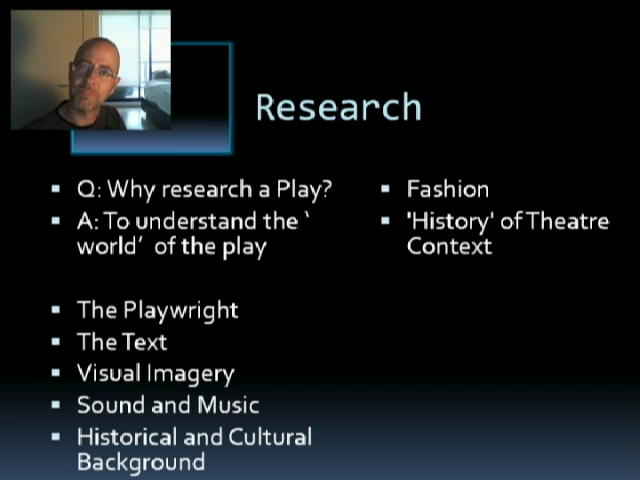 Research
Q: Why research a Play?
A: To understand the ‘
world’ of the play
The Playwright
The Text
Visual Imagery
Sound and Music
Historical and Cultural
Background
Fashion
'History' of Theatre
Context